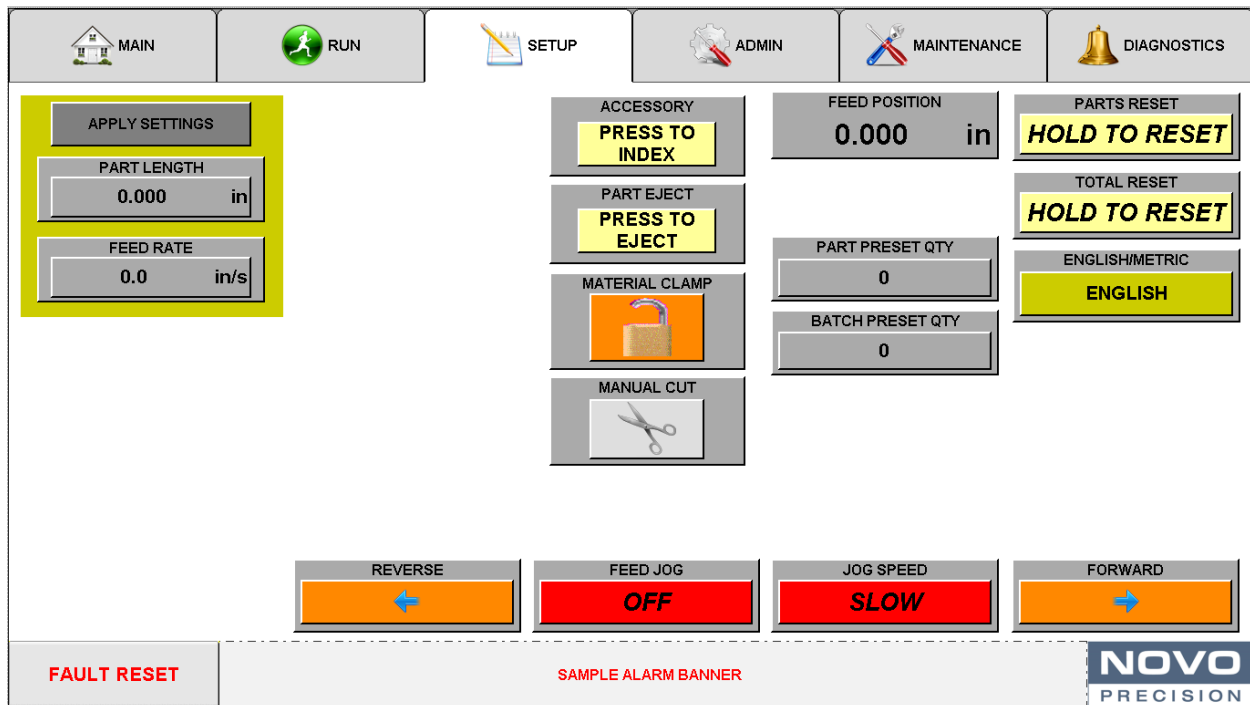 MAIN
RUN
SETUP
ADMIN
MAINTENANCE
DIAGNOSTICS
APPLY SETTINGS
PART LENGTH
0.000 in
FEED RATE
0.0 in/s
ACCESSORY
PRESS TO
INDEX
PART EJECT
PRESS TO
EJECT
MATERIAL CLAMP
MANUAL CUT
FEED POSITION
0.000 in
PART PRESET QTY
0
BATCH PRESET QTY
0
PARTS RESET
HOLD TO RESET
TOTAL RESET
HOLD TO RESET
ENGLISH/METRIC
ENGLISH
REVERSE
FEED JOG
OFF
JOG SPEED
SLOW
FORWARD
FAULT RESET
SAMPLE ALARM BANNER
NOVO
PRECISION